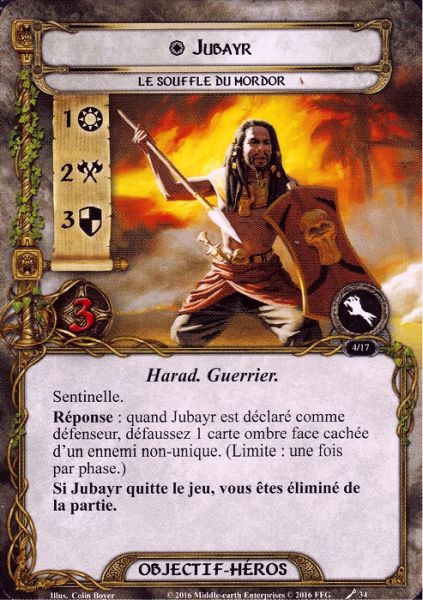 Jubayr
LE SOUFFLE DU MORDOR
1
2
3
3
4/17
Harad. Guerrier.
Sentinelle.
Réponse : quand Jubayr est déclaré comme
défenseur, défaussez 1 carte ombre face cachée
d'un ennemi non-unique. (Limite : une fois
par phase.)
Si Jubayr quitte le jeu, vous êtes éliminé de
la partie.
OBJECTIF-HÉROS
Illus. Colin Boyer © 2016 Middle-earth Enterprises © 2016 FFG 34